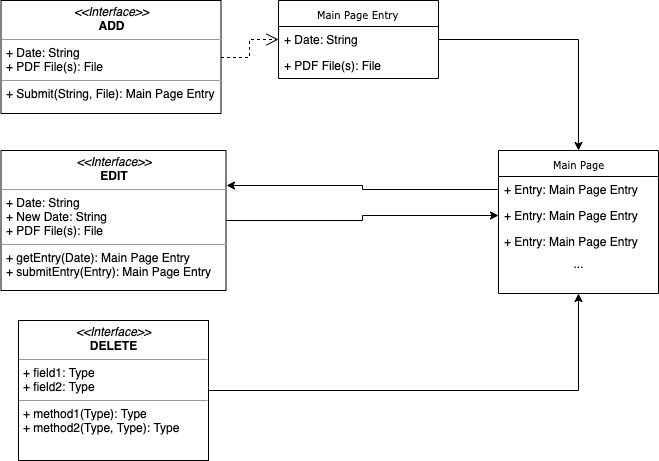 <<Interface>>
ADD
+ Date: String
+ PDF File(s): File
+ Submit(String, File): Main Page Entry
Main Page Entry
+ Date: String
+ PDF File(s): File
<<Interface>>
EDIT
+ Date: String
+ New Date: String
+ PDF File(s): File
+ getEntry(Date): Main Page Entry
+ submitEntry(Entry): Main Page Entry
Main Page
+ Entry: Main Page Entry
+ Entry: Main Page Entry
+ Entry: Main Page Entry
...
<<Interface>>
DELETE
+ field1: Type
+ field2: Type
+ method1(Type): Type
+ method2(Type, Type): Type